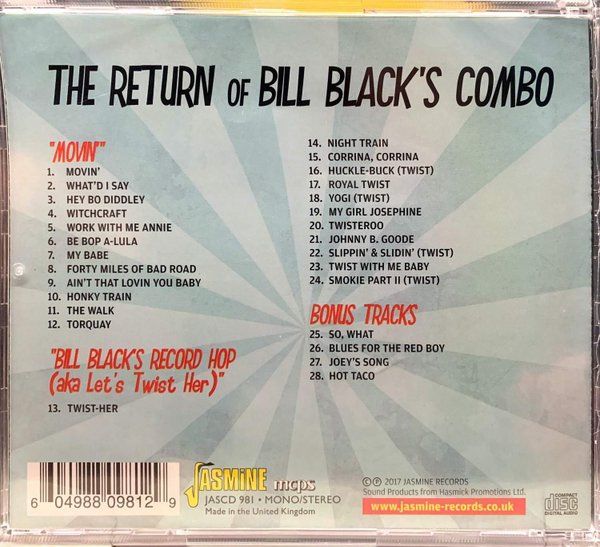 THE RETURN OF BILL BLACK'S COMBO
"MOVIN'"
1. MOVIN'
2. WHAT'D I SAY
3. HEY BO DIDDLEY
4. WITCHCRAFT
5. WORK WITH ME ANNIE
6. BE BOP A-LULA
7. MY BABE
8. FORTY MILES OF BAD ROAD
9. AIN'T THAT LOVIN YOU BABY
10. HONKY TRAIN
11. THE WALK
12. TORQUAY
"BILL BLACK'S RECORD HOP
(aka Let's Twist Her)"
13. TWIST-HER
14. NIGHT TRAIN
15. CORRINA, CORRINA
16. HUCKLE-BUCK (TWIST)
17. ROYAL TWIST
18. YOGI (TWIST)
19. MY GIRL JOSEPHINE
20. TWISTEROO
21. JOHNNY B. GOODE
22. SLIPPIN' & SLIDIN' (TWIST)
23. TWIST WITH ME BABY
24. SMOKIE PART II (TWIST)
BONUS TRACKS
25. SO, WHAT
26. BLUES FOR THE RED BOY
27. JOEY'S SONG
28. HOT TACO
6 04988 09812 9
JASMINE mcps
JASCD 981 • MONO/STEREO
Made in the United Kingdom
©℗ 2017 JASMINE RECORDS
Sound Products from Hasmick Promotions Ltd.
www.jasmine-records.co.uk
COMPACT
disc
DIGITAL AUDIO